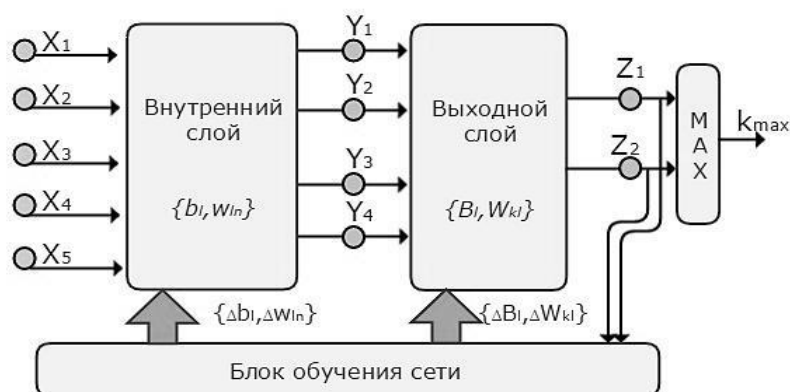 X1
X2
X3
X4
X5
Внутренний
слой
{bl,wln}
Y1
Y2
Y3
Y4
Выходной
слой
{Bl,Wkl}
Z1
Z2
MAX
kmax
{Δbl,Δwln}
{ΔBl,ΔWkl}
Блок обучения сети